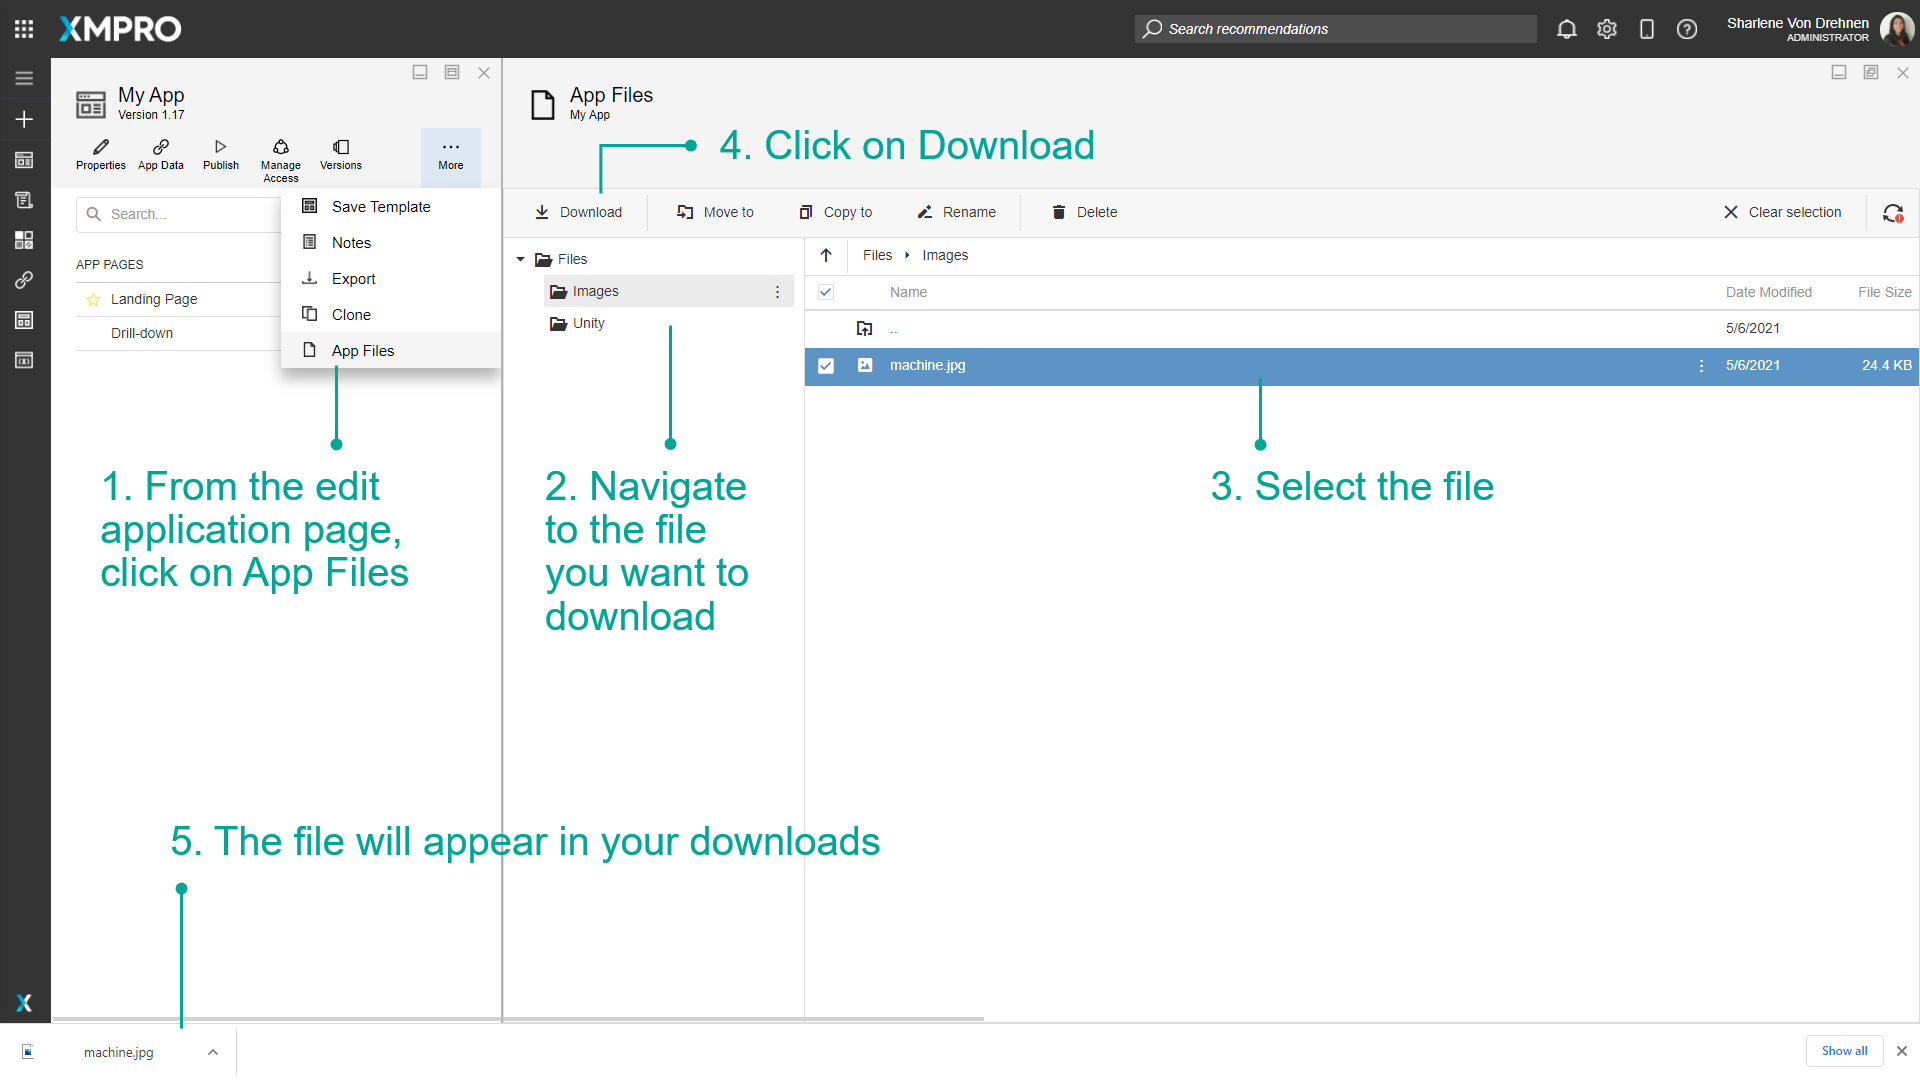 XMPRO
Search recommendations
Sharlene Von Drehnen
ADMINISTRATOR
My App
Version 1.17
Properties
App Data
Publish
Manage
Access
Versions
More
Search...
APP PAGES
Landing Page
Drill-down
Save Template
Notes
Export
Clone
App Files
App Files
My App
4. Click on Download
Download
Move to
Copy to
Rename
Delete
Clear selection
Files
Images
Unity
Files
Images
Name
Date Modified
File Size
..
5/6/2021
machine.jpg
5/6/2021
24.4 KB
1. From the edit
application page,
click on App Files
2. Navigate
to the file
you want to
download
3. Select the file
5. The file will appear in your downloads
X
machine.jpg
Show all